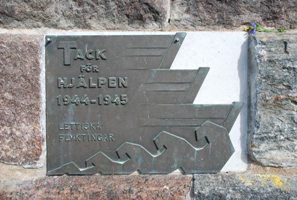 TACK
FÖR
HJÄLPEN
1944-1945
LETTISKA
FLYKTINGAR